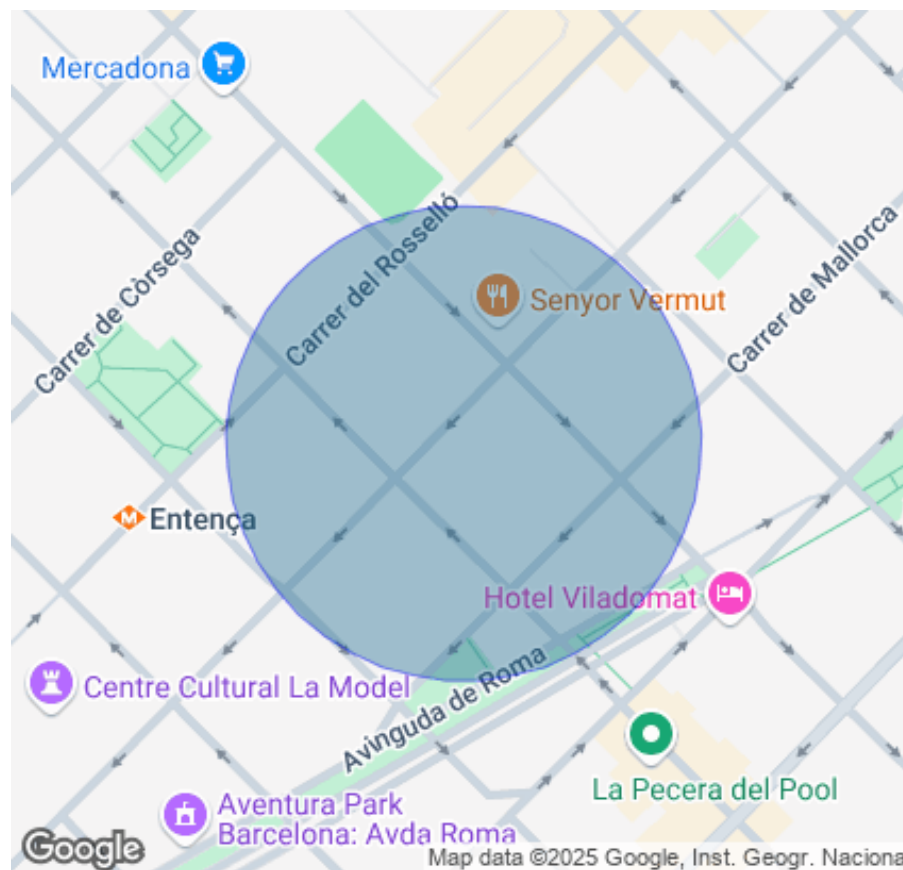 Mercadona
Carrer de Còrsega
Carrer del Rosselló
Senyor Vermut
Carrer de Mallorca
M
Entença
Hotel Viladomat
Centre Cultural La Model
Avinguda de Roma
La Pecera del Pool
Aventura Park
Barcelona: Avda Roma
Google
Map data ©2025 Google, Inst. Geogr. Naciona